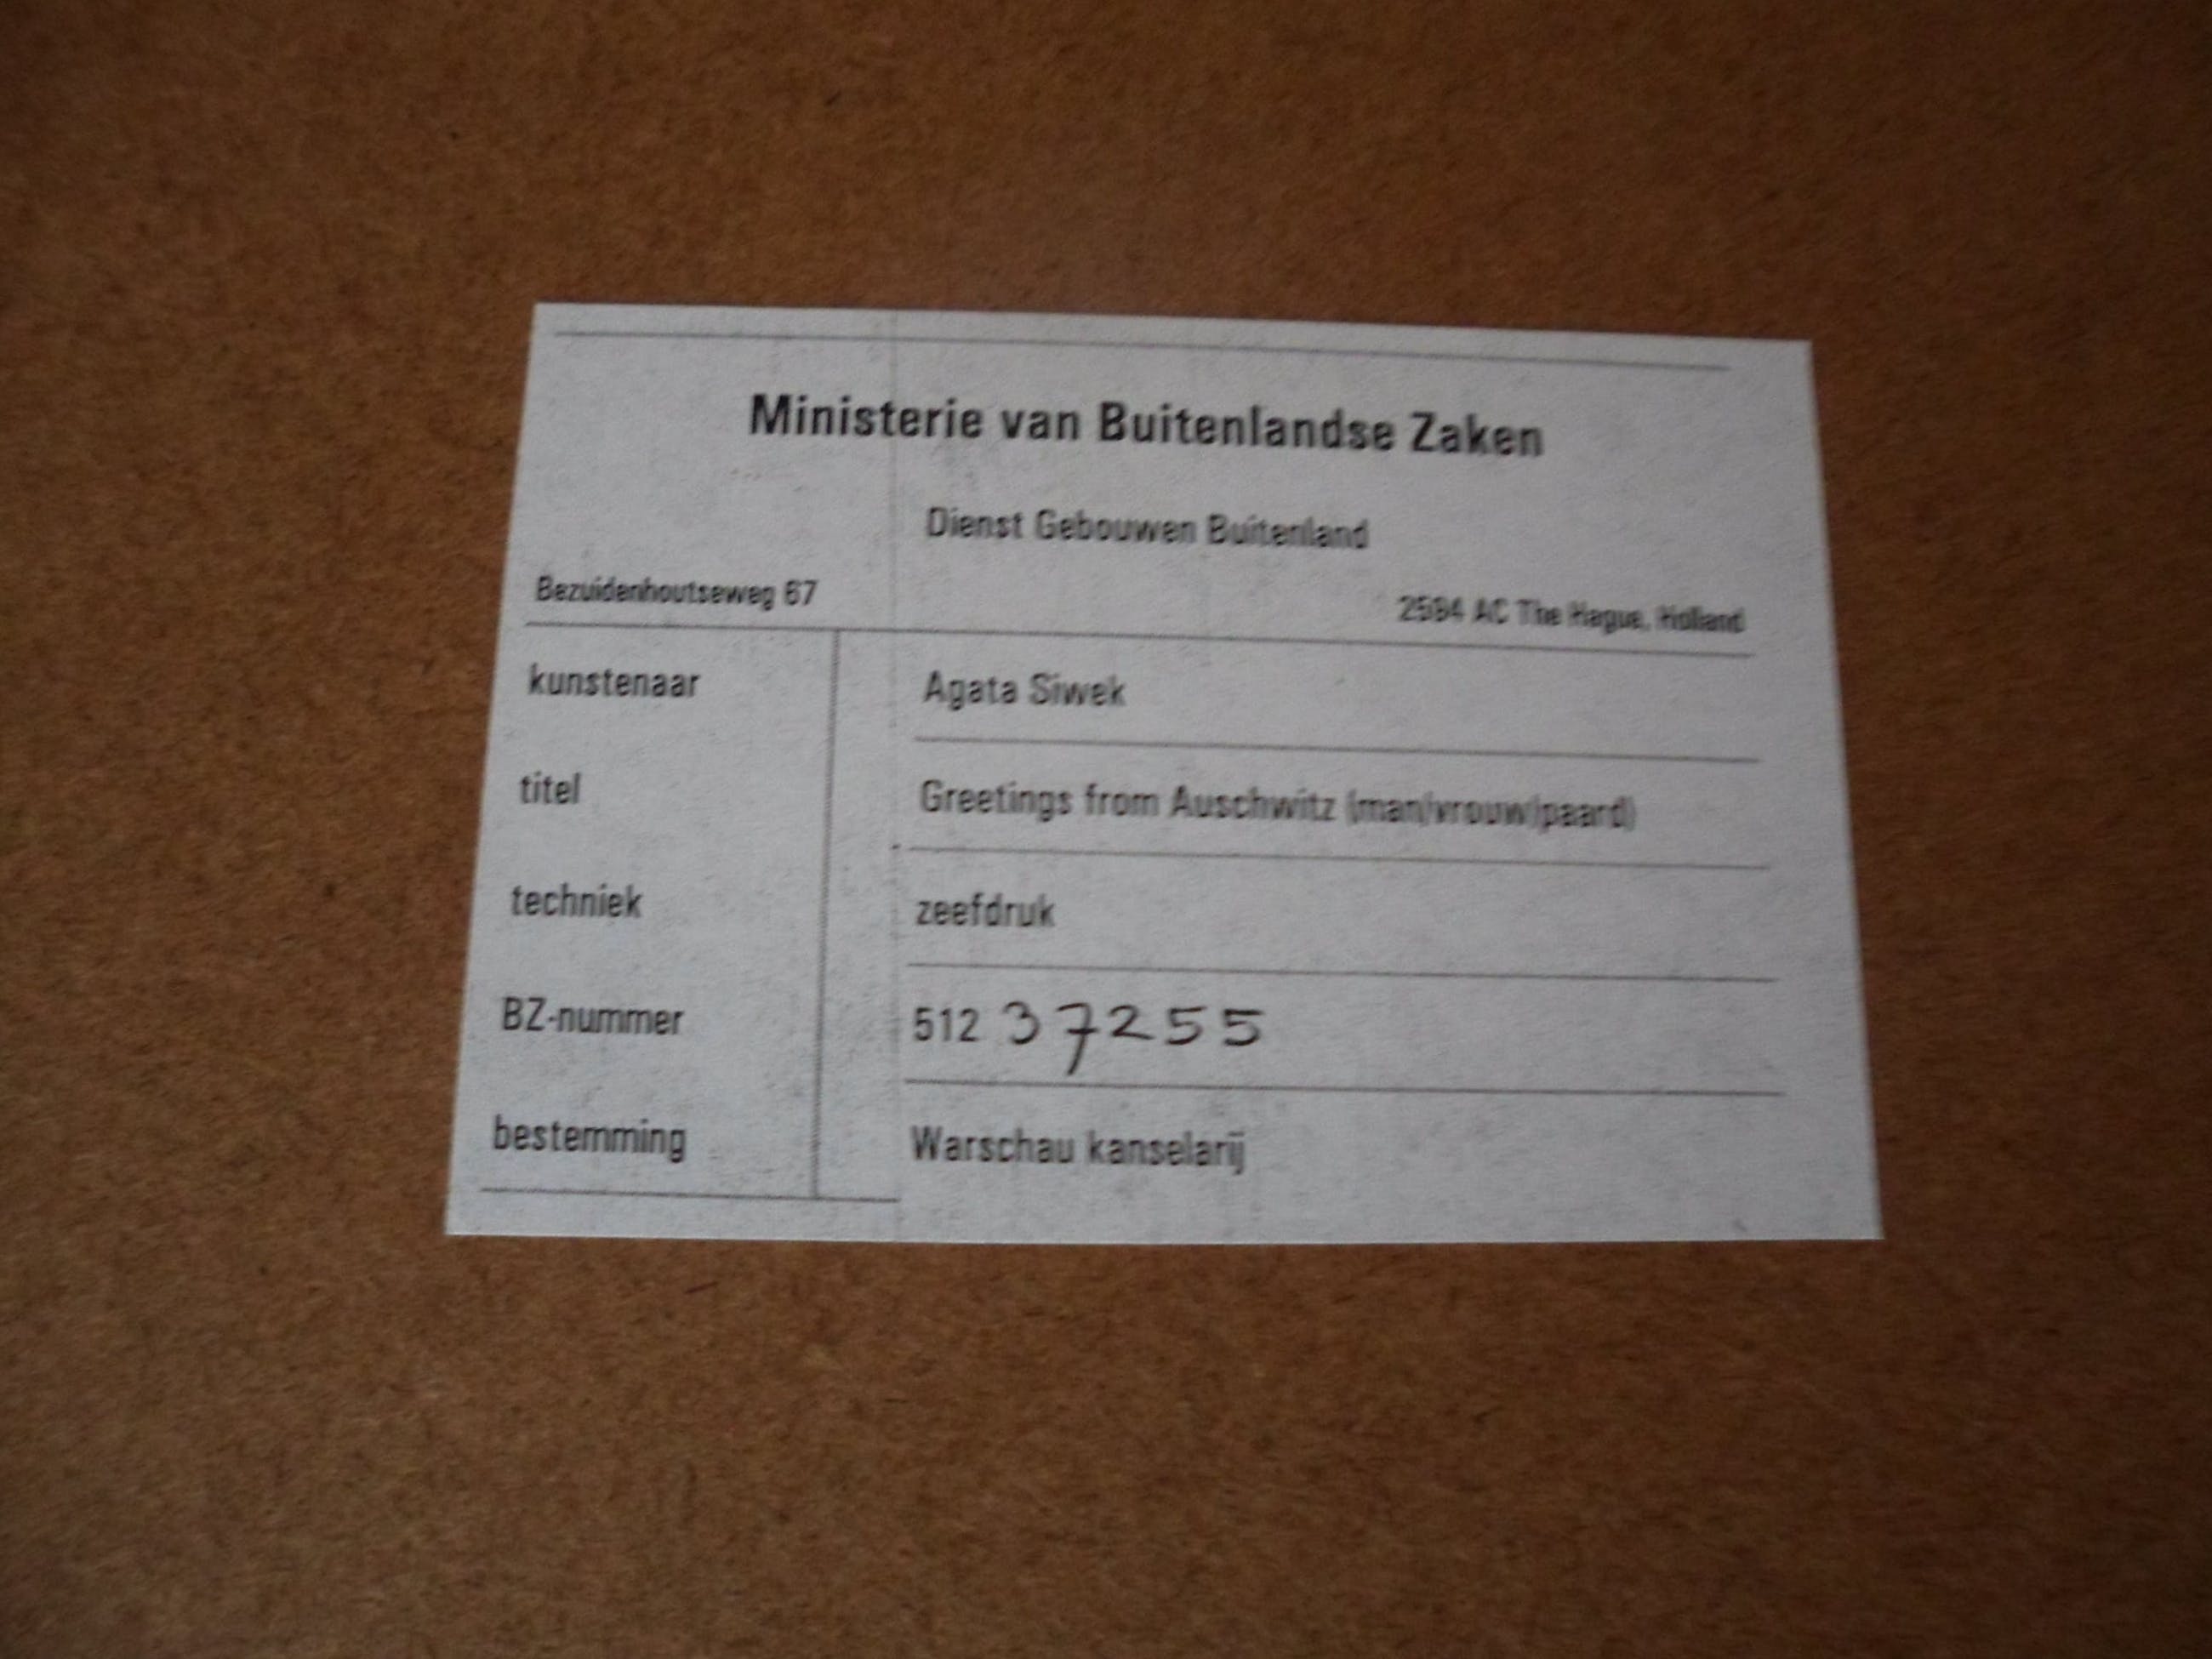 Ministerie van Buitenlandse Zaken
Dienst Gebouwen Buitenland
Bezuidenhoutseweg 67 2594 AC The Hague, Holland
kunstenaar Agata Siwek
titel Greetings from Auschwitz (man/vrouw/paard)
techniek zeefdruk
BZ-nummer 512 37255
bestemming Warschau kanselarij